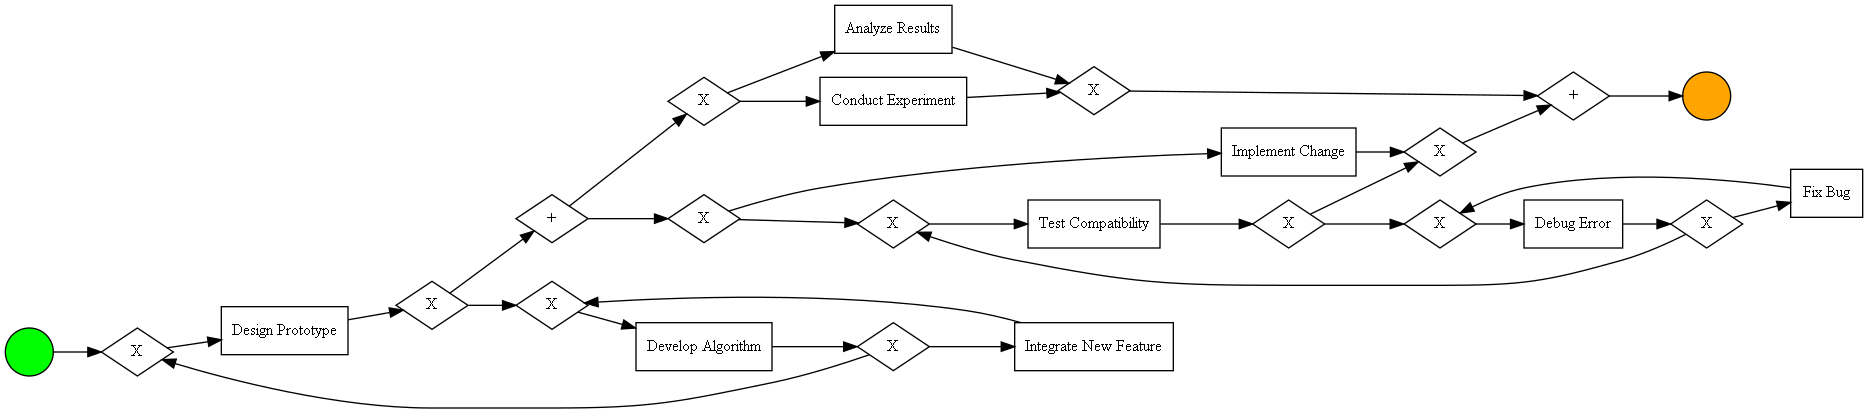 Analyze Results
X
X
Conduct Experiment
X
+
Implement Change
X
Fix Bug
+
X
X
Test Compatibility
X
X
Debug Error
X
X
X
Design Prototype
X
Develop Algorithm
X
Integrate New Feature